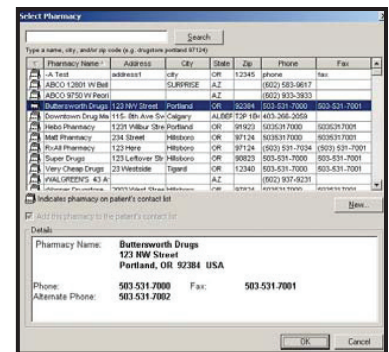 Select Pharmacy
Search
Type a name, city, and/or zip code (e.g. drugstore portland 97124)
Pharmacy Name Address City State Zip Phone Fax
-A Test address1 city OR 12345 phone fax
ABCO 12801 W Bell SURPRISE AZ (602) 583-9617
ABCO 9750 W Peori AZ (602) 933-3933
Buttersworth Drugs 123 NW Street Portland OR 92384 503-531-7000 503-531-7001
Downtown Drug Ma 115- 8th Ave Sv Calgary 403-266-2059
Hebo Pharmacy 1231 Wilbur Stre Portland OR 91923 5035317000 5035317001
Matt Pharmacy 234 Street Hillsboro OR 97124 5035317000 5035317001
RxAll Pharmacy 123 Here Hillsboro OR 97124 (503) 531-7034 (503) 531-7001
Super Drugs 123 Leftover Str Hillsboro OR 90823 503-531-7000 503-531-7001
Very Cheap Drugs 23 Westside Tigard OR 12340 503-531-7000 503-531-7001
WALGREEN'S 43 A AZ (602) 937-9231
Indicates pharmacy on patient's contact list
New...
Add this pharmacy to the patient's contact list
Details
Pharmacy Name: Buttersworth Drugs
123 NW Street
Portland, OR 92384 USA
Phone: 503-531-7000 Fax: 503-531-7001
Alternate Phone: 503-531-7002
OK Cancel